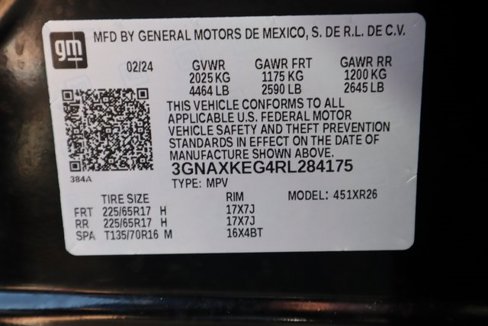 gm
MFD BY GENERAL MOTORS DE MEXICO, S. DE R.L. DE C.V.
02/24 GVWR GAWR FRT GAWR RR
2025 KG 1175 KG 1200 KG
4464 LB 2590 LB 2645 LB
THIS VEHICLE CONFORMS TO ALL
APPLICABLE U.S. FEDERAL MOTOR
VEHICLE SAFETY AND THEFT PREVENTION
STANDARDS IN EFFECT ON THE DATE OF
MANUFACTURE SHOWN ABOVE.
3GNAXKEG4RL284175
384A TYPE: MPV
TIRE SIZE RIM MODEL: 451XR26
FRT 225/65R17 H 17X7J
RR 225/65R17 H 17X7J
SPA T135/70R16 M 16X4BT